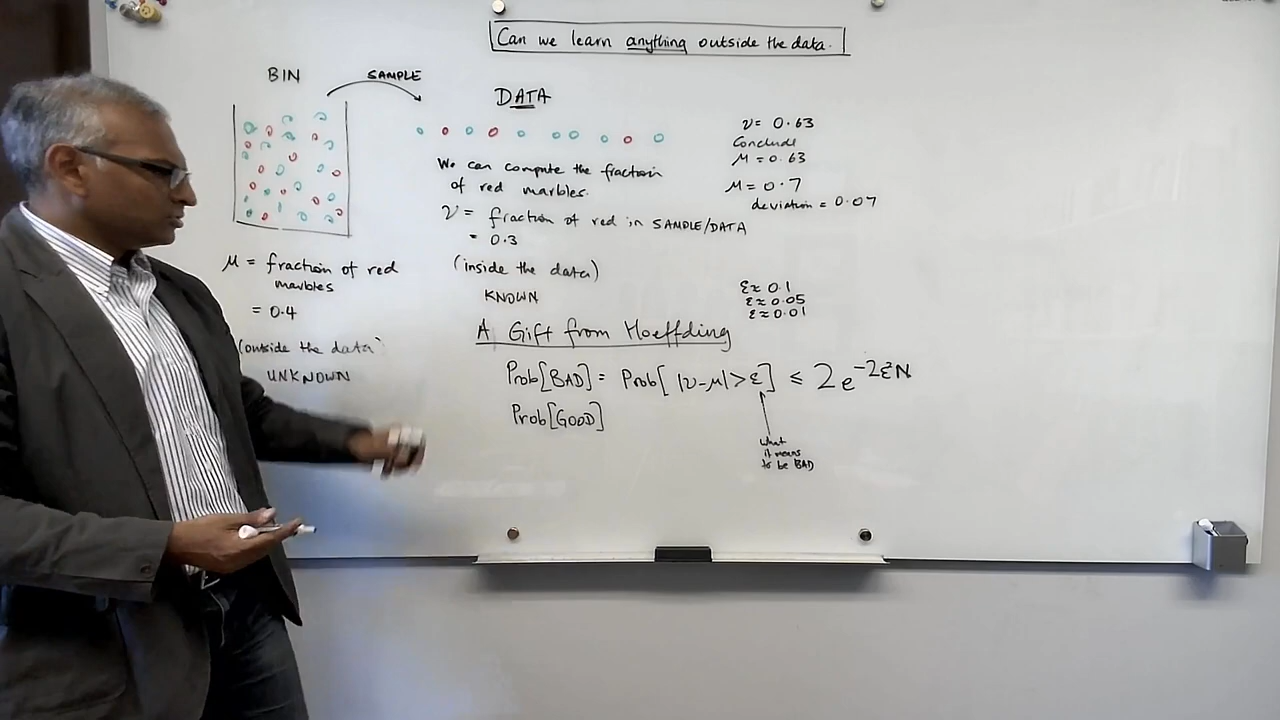 Can we learn anything outside the data.
BIN
SAMPLE
DATA
We can compute the fraction
of red marbles.
ν = fraction of red in SAMPLE/DATA
= 0.3
(inside the data)
KNOWN
μ = fraction of red
marbles
= 0.4
(outside the data)
UNKNOWN
ν = 0.63
Conclude
μ = 0.63
μ = 0.7
deviation = 0.07
ε ≈ 0.1
ε ≈ 0.05
ε ≈ 0.01
A Gift from Hoeffding
Prob[BAD] = Prob[ |ν-μ| > ε] ≤ 2e^{-2ε²N}
Prob[GOOD]
what
it means
to be BAD